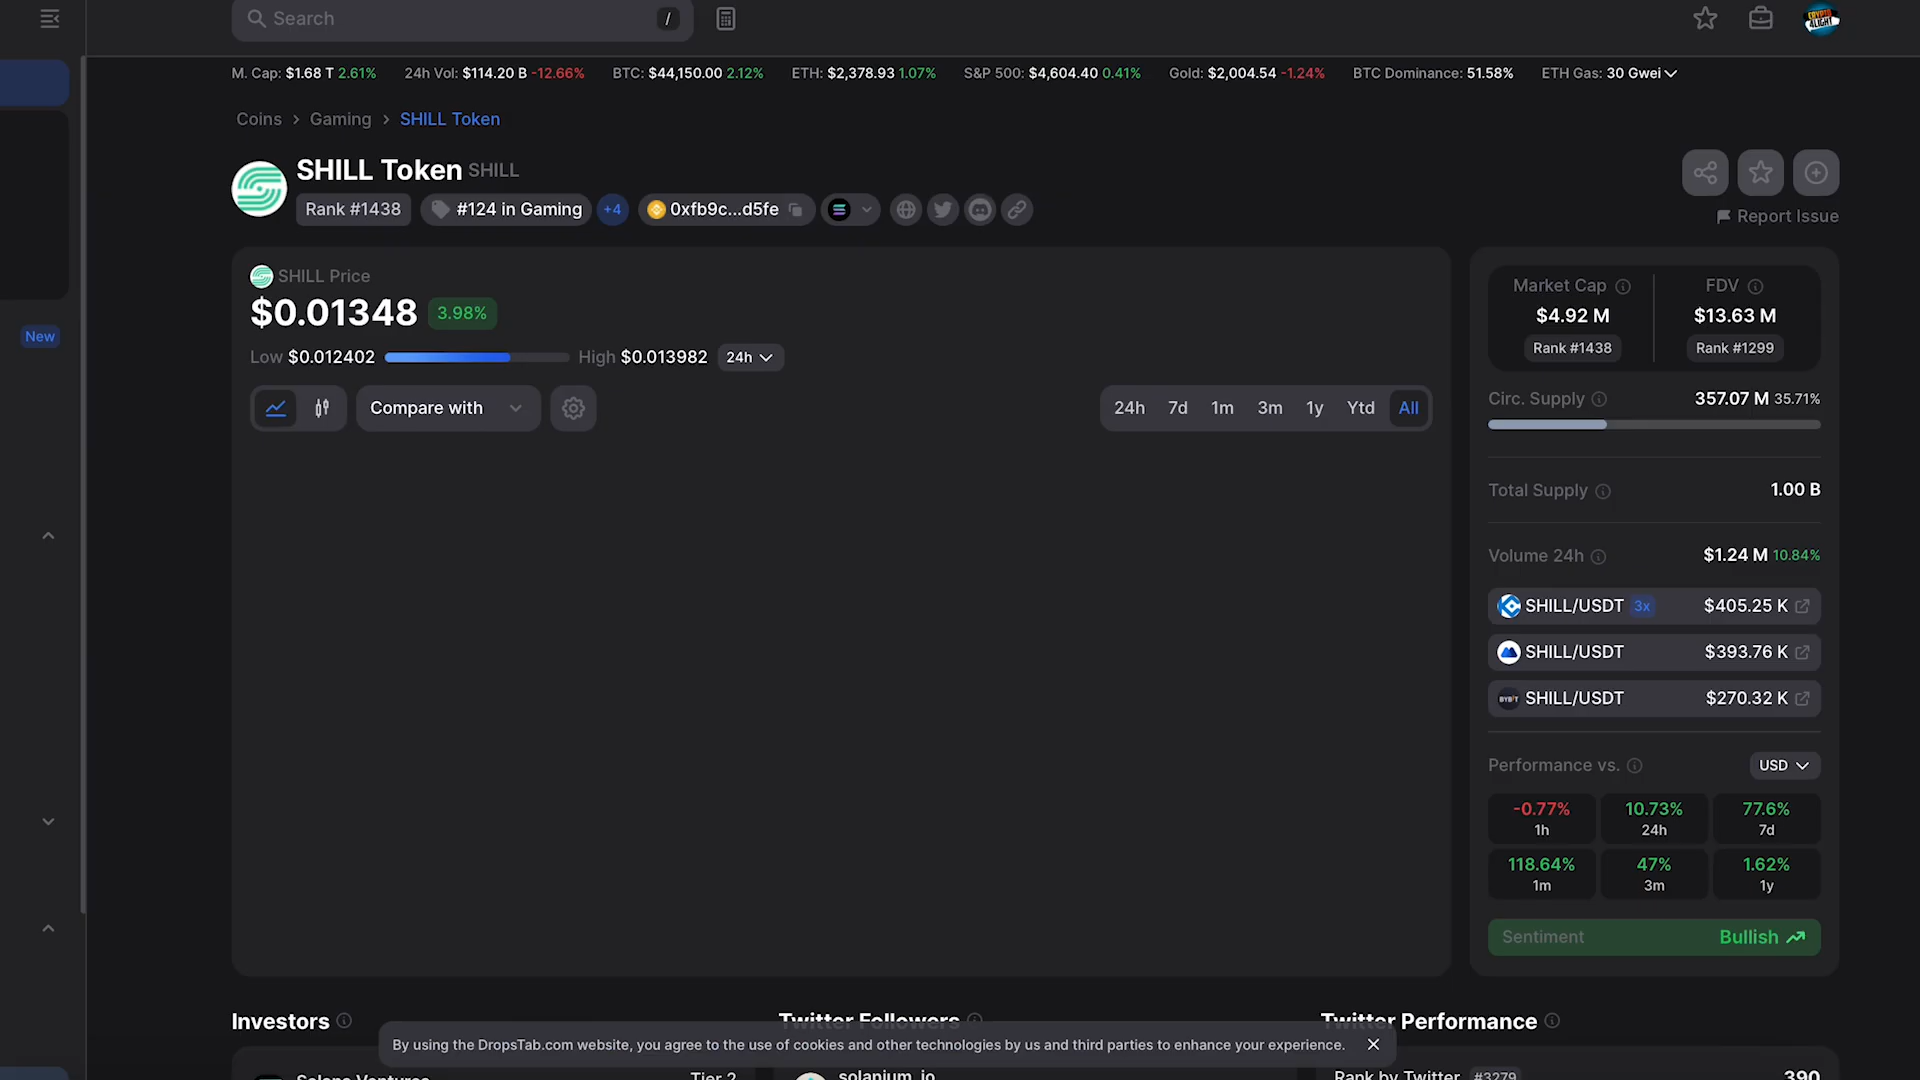 Search /
M. Cap: $1.68 T 2.61% 24h Vol: $114.20 B -12.66% BTC: $44,150.00 2.12% ETH: $2,378.93 1.07% S&P 500: $4,604.40 0.41% Gold: $2,004.54 -1.24% BTC Dominance: 51.58% ETH Gas: 30 Gwei
Coins > Gaming > SHILL Token
SHILL Token SHILL
Rank #1438 #124 in Gaming +4 0xfb9c...d5fe
Report Issue
SHILL Price
$0.01348 3.98%
Low $0.012402 High $0.013982 24h
Compare with 24h 7d 1m 3m 1y Ytd All
New
Market Cap FDV
$4.92 M $13.63 M
Rank #1438 Rank #1299
Circ. Supply 357.07 M 35.71%
Total Supply 1.00 B
Volume 24h $1.24 M 10.84%
SHILL/USDT 3x $405.25 K
SHILL/USDT $393.76 K
BYBIT SHILL/USDT $270.32 K
Performance vs. USD
-0.77% 10.73% 77.6%
1h 24h 7d
118.64% 47% 1.62%
1m 3m 1y
Sentiment Bullish
Investors Twitter Followers Twitter Performance
By using the DropsTab.com website, you agree to the use of cookies and other technologies by us and third parties to enhance your experience.
Solana Ventures Tier 2 solanium_io Rank by Twitter #3279 390